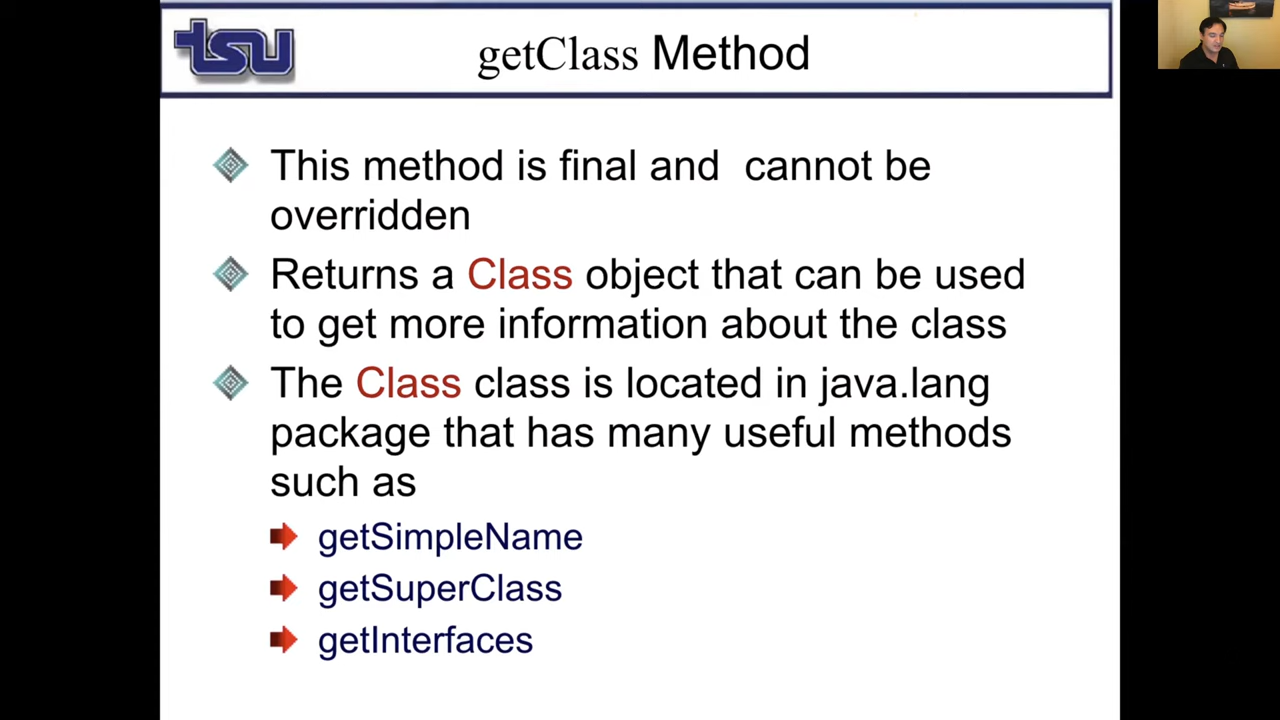 tsu
getClass Method
This method is final and cannot be
overridden
Returns a Class object that can be used
to get more information about the class
The Class class is located in java.lang
package that has many useful methods
such as
getSimpleName
getSuperClass
getInterfaces